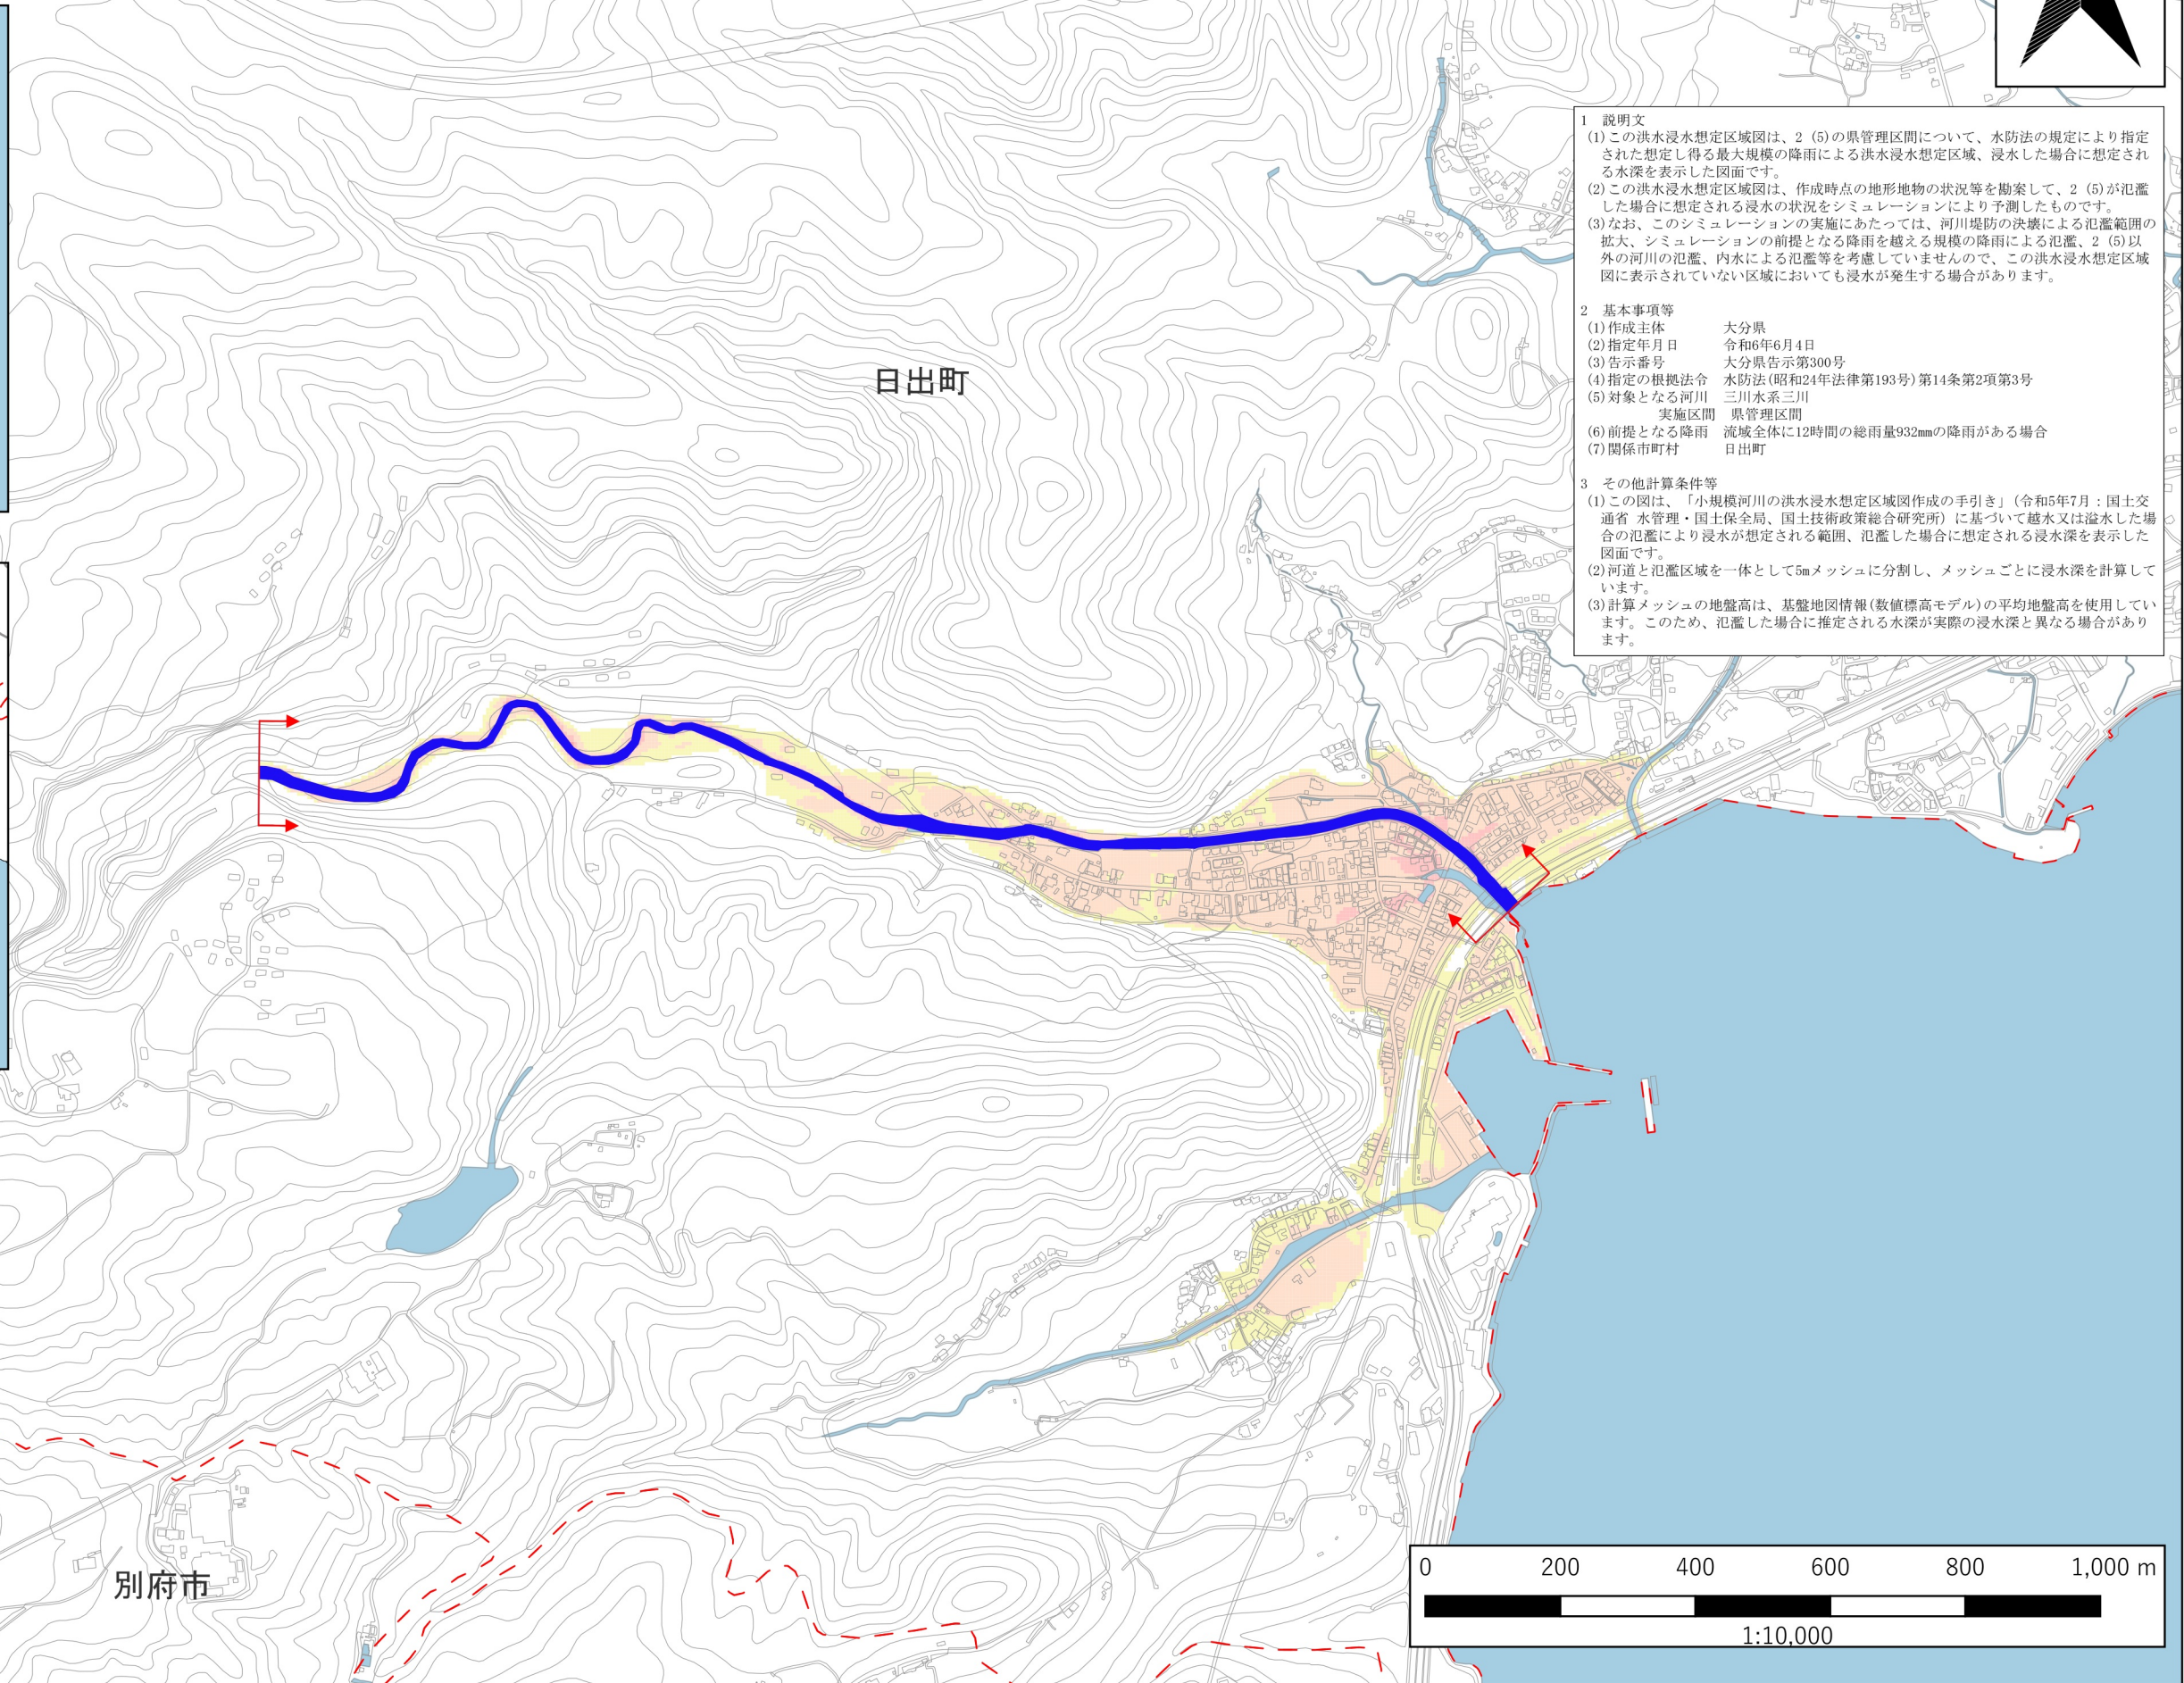 1　説明文
(1)この洪水浸水想定区域図は、2 (5)の県管理区間について、水防法の規定により指定
された想定し得る最大規模の降雨による洪水浸水想定区域、浸水した場合に想定され
る水深を表示した図面です。
(2)この洪水浸水想定区域図は、作成時点の地形地物の状況等を勘案して、2 (5)が氾濫
した場合に想定される浸水の状況をシミュレーションにより予測したものです。
(3)なお、このシミュレーションの実施にあたっては、河川堤防の決壊による氾濫範囲の
拡大、シミュレーションの前提となる降雨を越える規模の降雨による氾濫、2 (5)以
外の河川の氾濫、内水による氾濫等を考慮していませんので、この洪水浸水想定区域
図に表示されていない区域においても浸水が発生する場合があります。
2　基本事項等
(1)作成主体　大分県
(2)指定年月日　令和6年6月4日
(3)告示番号　大分県告示第300号
(4)指定の根拠法令　水防法(昭和24年法律第193号)第14条第2項第3号
(5)対象となる河川　三川水系三川
実施区間　県管理区間
(6)前提となる降雨　流域全体に12時間の総雨量932mmの降雨がある場合
(7)関係市町村　日出町
3　その他計算条件等
(1)この図は、「小規模河川の洪水浸水想定区域図作成の手引き」（令和5年7月：国土交
通省 水管理・国土保全局、国土技術政策総合研究所）に基づいて越水又は溢水した場
合の氾濫により浸水が想定される範囲、氾濫した場合に想定される浸水深を表示した
図面です。
(2)河道と氾濫区域を一体として5mメッシュに分割し、メッシュごとに浸水深を計算して
います。
(3)計算メッシュの地盤高は、基盤地図情報(数値標高モデル)の平均地盤高を使用してい
ます。このため、氾濫した場合に推定される水深が実際の浸水深と異なる場合があり
ます。
日出町
別府市
0 200 400 600 800 1,000 m
1:10,000